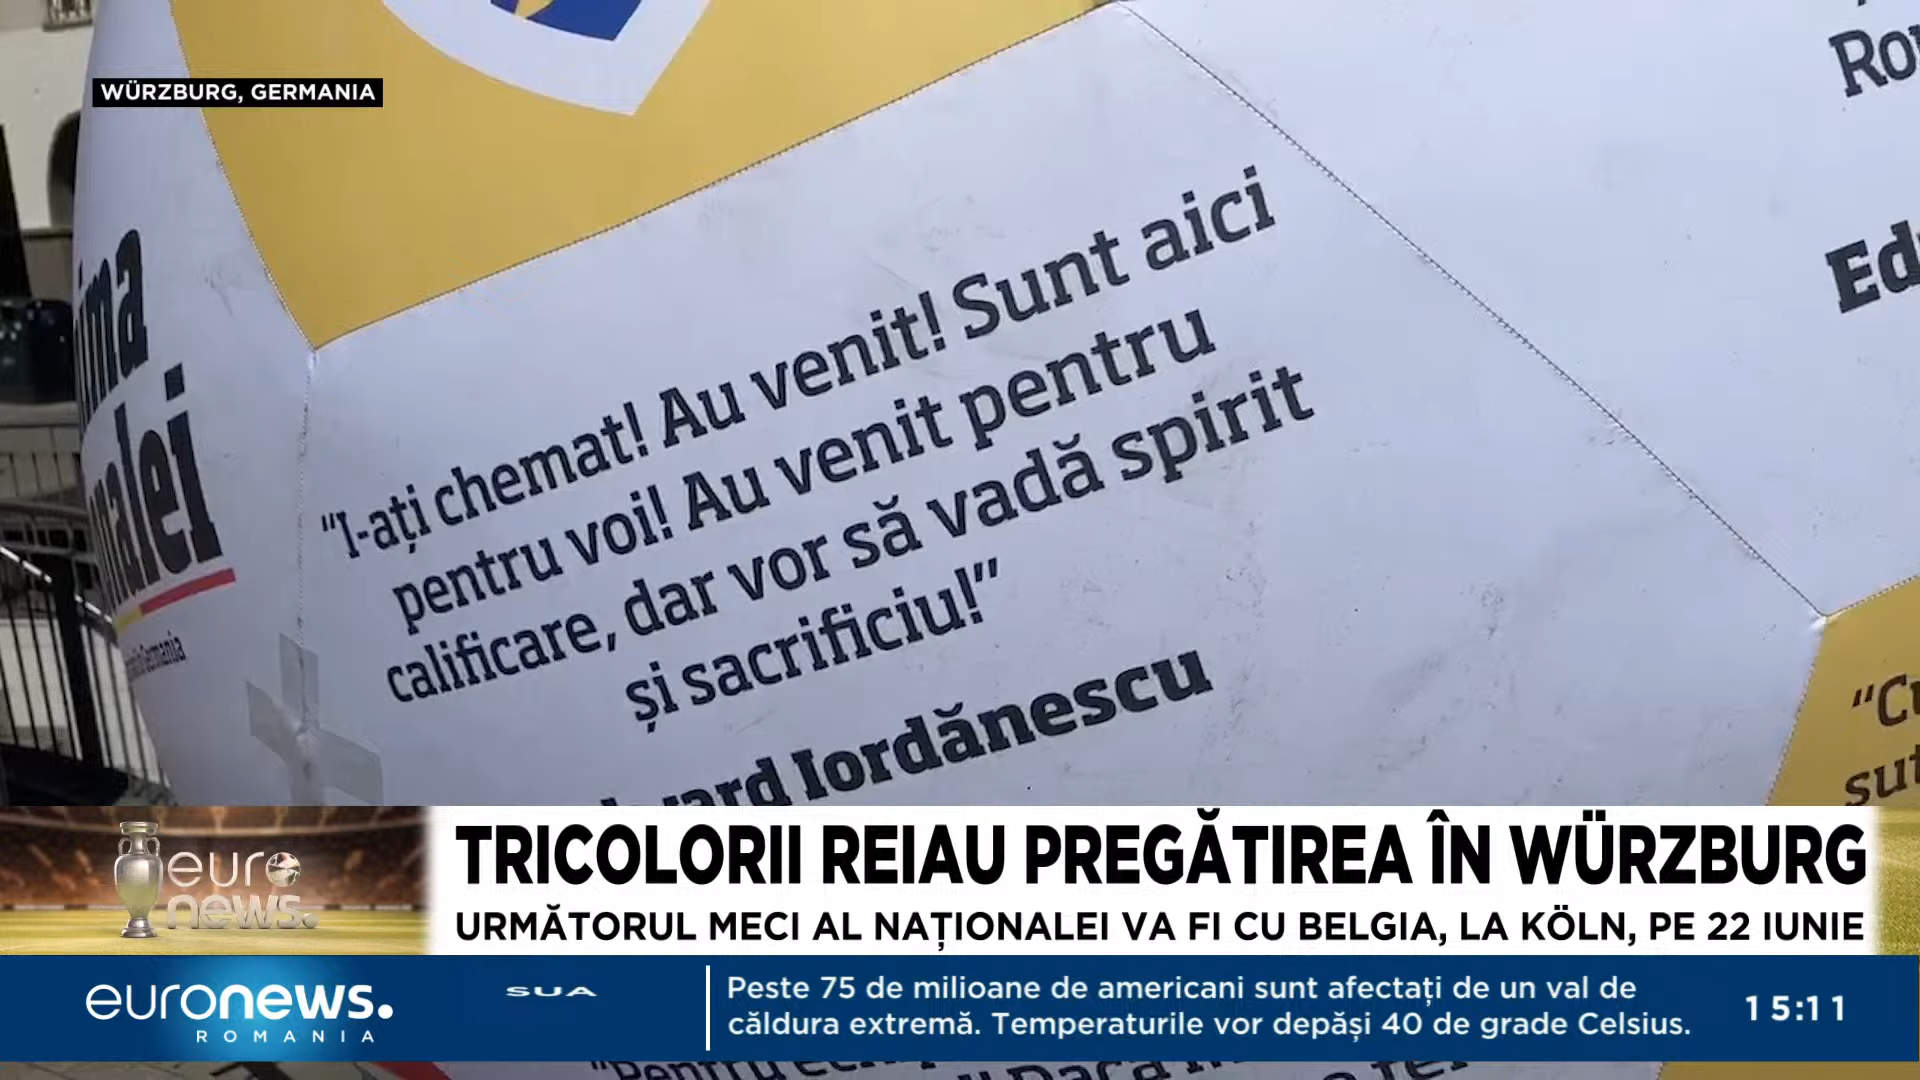 WÜRZBURG, GERMANIA
“I-ați chemat! Au venit! Sunt aici
pentru voi! Au venit pentru
calificare, dar vor să vadă spirit
și sacrificiu!”
Iordănescu
euro
news.
TRICOLORII REIAU PREGĂTIREA ÎN WÜRZBURG
URMĂTORUL MECI AL NAȚIONALEI VA FI CU BELGIA, LA KÖLN, PE 22 IUNIE
euronews.
ROMANIA
SUA
Peste 75 de milioane de americani sunt afectați de un val de
căldura extremă. Temperaturile vor depăși 40 de grade Celsius.
15:11